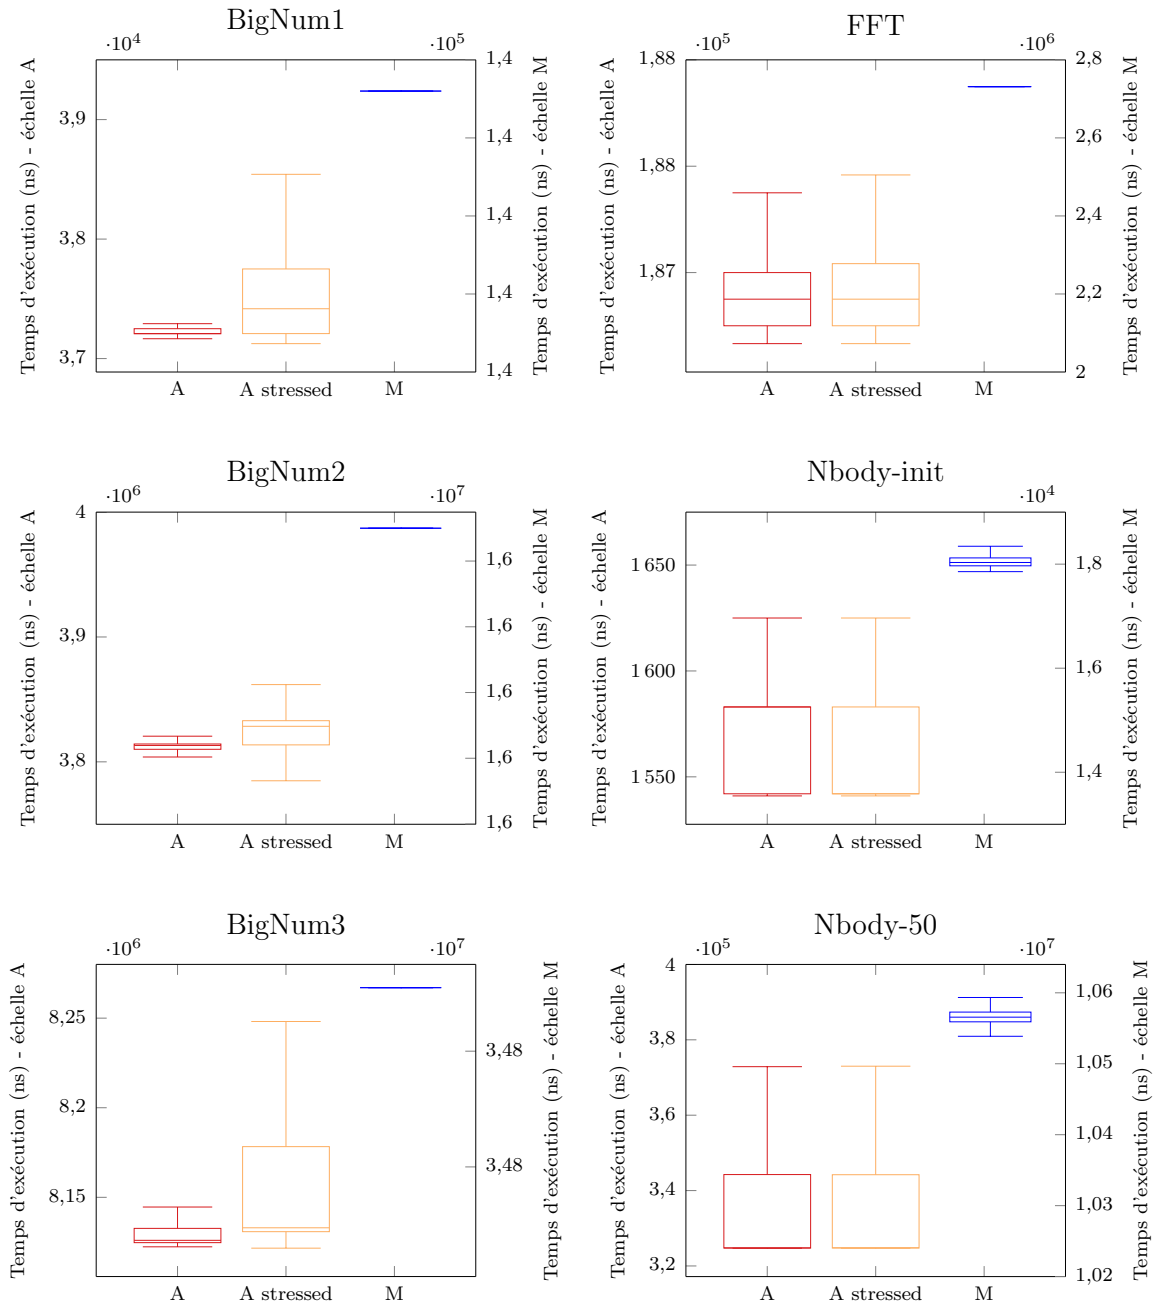 BigNum1
·10^4
·10^5
Temps d'exécution (ns) - échelle A
3,9
3,8
3,7
1,4
1,4
1,4
1,4
1,4
Temps d'exécution (ns) - échelle M
A
A stressed
M
FFT
·10^5
·10^6
Temps d'exécution (ns) - échelle A
1,88
1,88
1,87
2,8
2,6
2,4
2,2
2
Temps d'exécution (ns) - échelle M
A
A stressed
M
BigNum2
·10^6
·10^7
Temps d'exécution (ns) - échelle A
4
3,9
3,8
1,6
1,6
1,6
1,6
1,6
Temps d'exécution (ns) - échelle M
A
A stressed
M
Nbody-init
·10^4
Temps d'exécution (ns) - échelle A
1 650
1 600
1 550
1,8
1,6
1,4
Temps d'exécution (ns) - échelle M
A
A stressed
M
BigNum3
·10^6
·10^7
Temps d'exécution (ns) - échelle A
8,25
8,2
8,15
3,48
3,48
Temps d'exécution (ns) - échelle M
A
A stressed
M
Nbody-50
·10^5
·10^7
Temps d'exécution (ns) - échelle A
4
3,8
3,6
3,4
3,2
1,06
1,05
1,04
1,03
1,02
Temps d'exécution (ns) - échelle M
A
A stressed
M